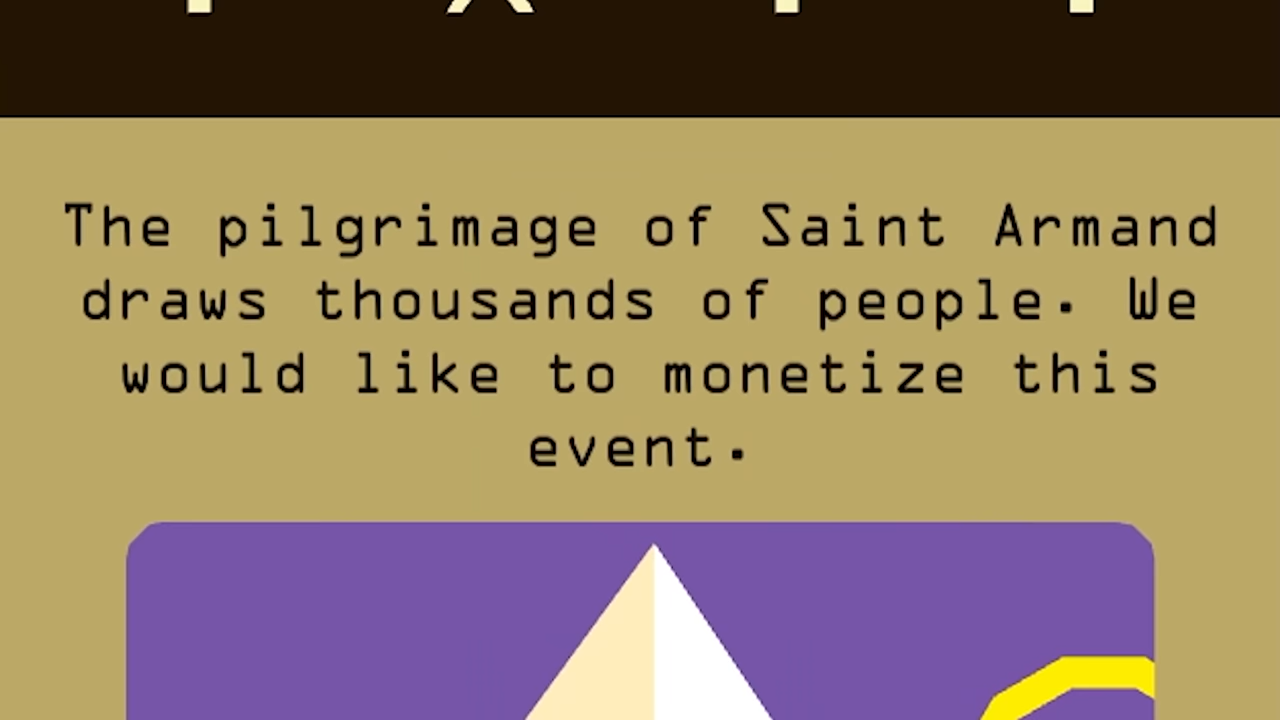 The pilgrimage of Saint Armand
draws thousands of people. We
would like to monetize this
event.